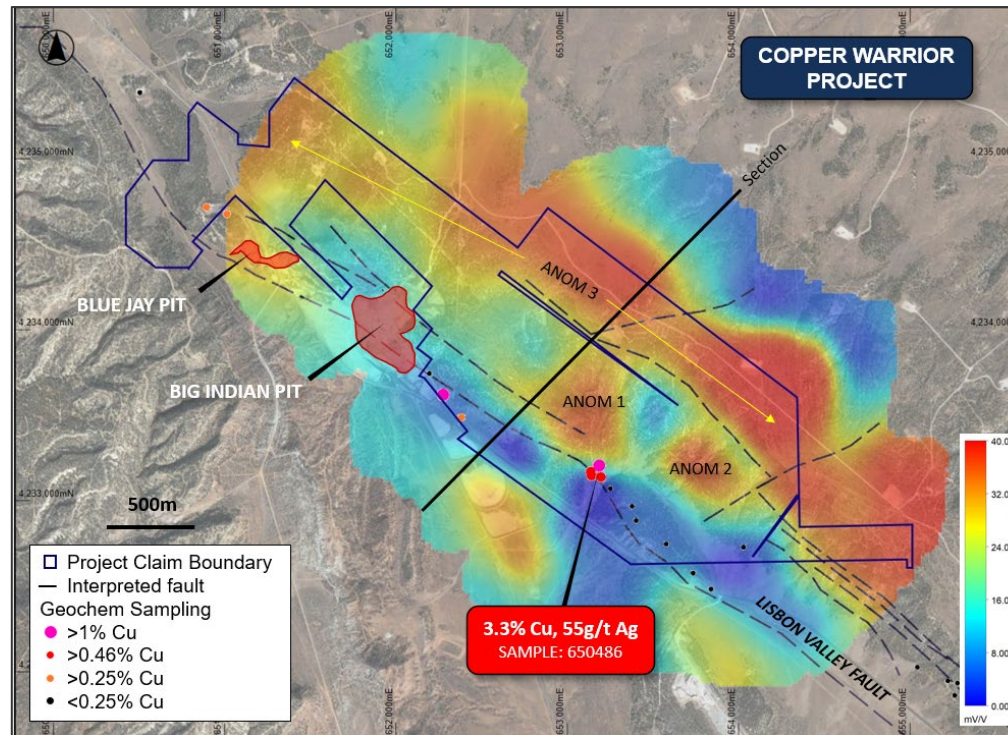 650,000mE
651,000mE
652,000mE
653,000mE
654,000mE
COPPER WARRIOR
PROJECT
4,235,000mN
4,235,000mN
Section
ANOM 3
BLUE JAY PIT
4,234,000mN
4,234,000mN
BIG INDIAN PIT
ANOM 1
ANOM 2
4,233,000mN
500m
40.0
32.00
24.00
16.00
8.00
0.00
mV/V
Project Claim Boundary
Interpreted fault
Geochem Sampling
>1% Cu
>0.46% Cu
>0.25% Cu
<0.25% Cu
3.3% Cu, 55g/t Ag
SAMPLE: 650486
LISBON VALLEY FAULT
652,000mE
653,000mE
654,000mE
655,000mE